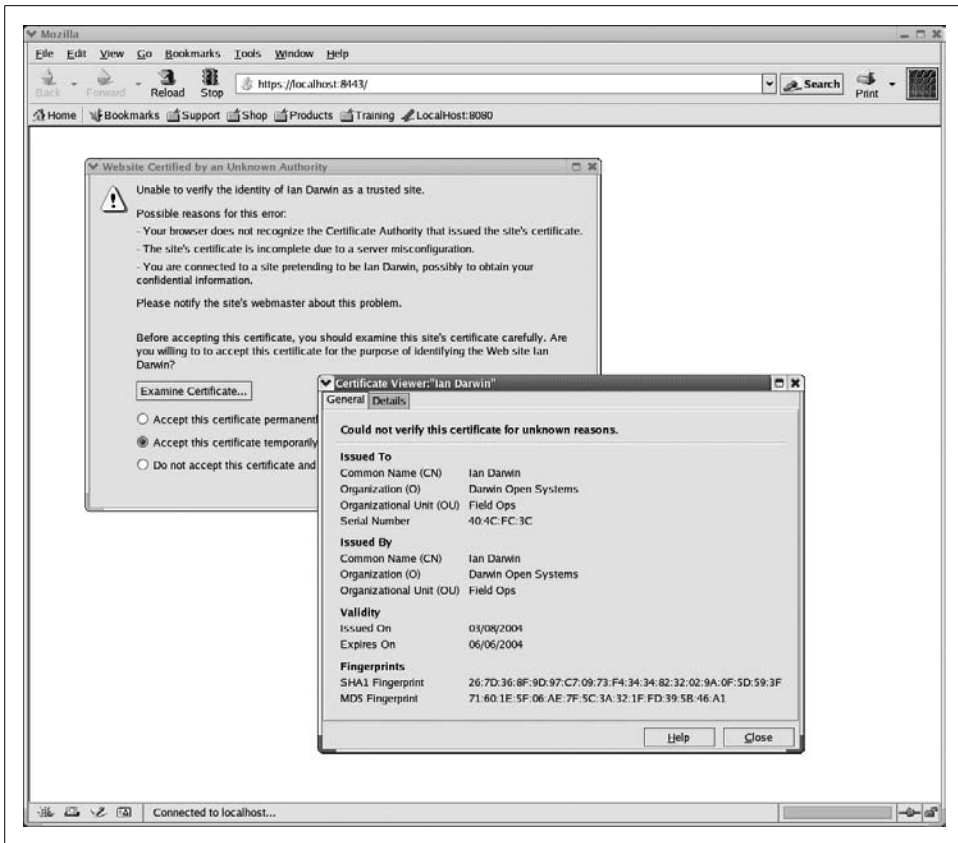 Mozilla
File Edit View Go Bookmarks Tools Window Help
Back Forward Reload Stop https://localhost:8443/ Search Print
Home Bookmarks Support Shop Products Training LocalHost:8080
Website Certified by an Unknown Authority
Unable to verify the identity of Ian Darwin as a trusted site.
Possible reasons for this error:
- Your browser does not recognize the Certificate Authority that issued the site's certificate.
- The site's certificate is incomplete due to a server misconfiguration.
- You are connected to a site pretending to be Ian Darwin, possibly to obtain your
confidential information.
Please notify the site's webmaster about this problem.
Before accepting this certificate, you should examine this site's certificate carefully. Are
you willing to to accept this certificate for the purpose of identifying the Web site Ian
Darwin?
Examine Certificate...
Accept this certificate permanentl
Accept this certificate temporarily
Do not accept this certificate and
Certificate Viewer:"Ian Darwin"
General Details
Could not verify this certificate for unknown reasons.
Issued To
Common Name (CN) Ian Darwin
Organization (O) Darwin Open Systems
Organizational Unit (OU) Field Ops
Serial Number 40:4C:FC:3C
Issued By
Common Name (CN) Ian Darwin
Organization (O) Darwin Open Systems
Organizational Unit (OU) Field Ops
Validity
Issued On 03/08/2004
Expires On 06/06/2004
Fingerprints
SHA1 Fingerprint 26:7D:36:8F:9D:97:C7:09:73:F4:34:34:82:32:02:9A:0F:5D:59:3F
MD5 Fingerprint 71:60:1E:5F:06:AE:7F:5C:3A:32:1F:FD:39:5B:46:A1
Help Close
Connected to localhost...